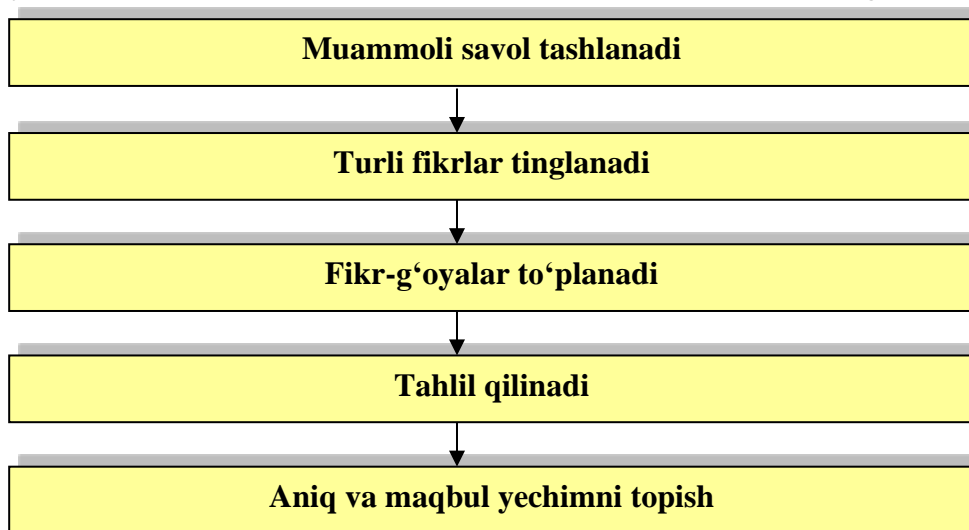 Muammoli savol tashlanadi
Turli fikrlar tinglanadi
Fikr-g‘oyalar to‘planadi
Tahlil qilinadi
Aniq va maqbul yechimni topish